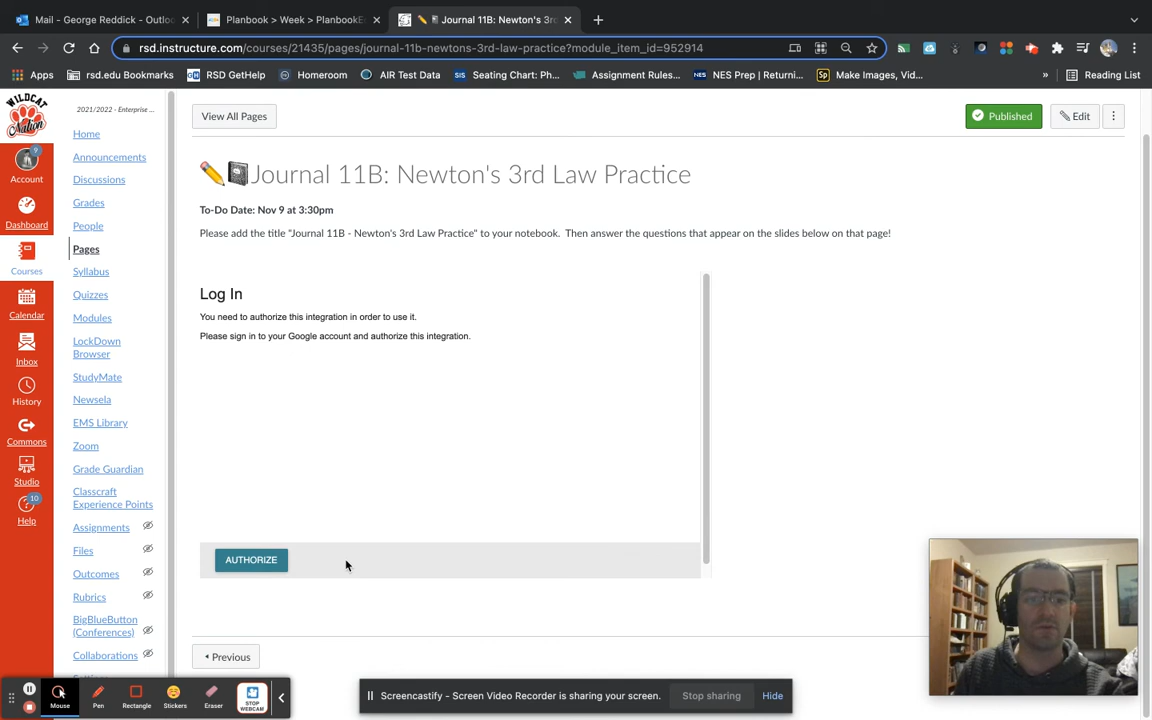 Mail - George Reddick - Outloo
Planbook > Week > PlanbookE
Journal 11B: Newton's 3rd
rsd.instructure.com/courses/21435/pages/journal-11b-newtons-3rd-law-practice?module_item_id=952914
Apps
rsd.edu Bookmarks
RSD GetHelp
Homeroom
AIR Test Data
SIS
Seating Chart: Ph...
Assignment Rules...
NES
NES Prep | Returni...
Sp
Make Images, Vid...
»
Reading List
WILDCAT
Nation
9
Account
Dashboard
Courses
Calendar
Inbox
History
Commons
Studio
10
Help
2021/2022 - Enterprise ...
Home
Announcements
Discussions
Grades
People
Pages
Syllabus
Quizzes
Modules
LockDown
Browser
StudyMate
Newsela
EMS Library
Zoom
Grade Guardian
Classcraft
Experience Points
Assignments
Files
Outcomes
Rubrics
BigBlueButton
(Conferences)
Collaborations
View All Pages
Published
Edit
Journal 11B: Newton's 3rd Law Practice
To-Do Date: Nov 9 at 3:30pm
Please add the title "Journal 11B - Newton's 3rd Law Practice" to your notebook. Then answer the questions that appear on the slides below on that page!
Log In
You need to authorize this integration in order to use it.
Please sign in to your Google account and authorize this integration.
AUTHORIZE
Previous
Mouse
Pen
Rectangle
Stickers
Eraser
STOP
WEBCAM
Screencastify - Screen Video Recorder is sharing your screen.
Stop sharing
Hide